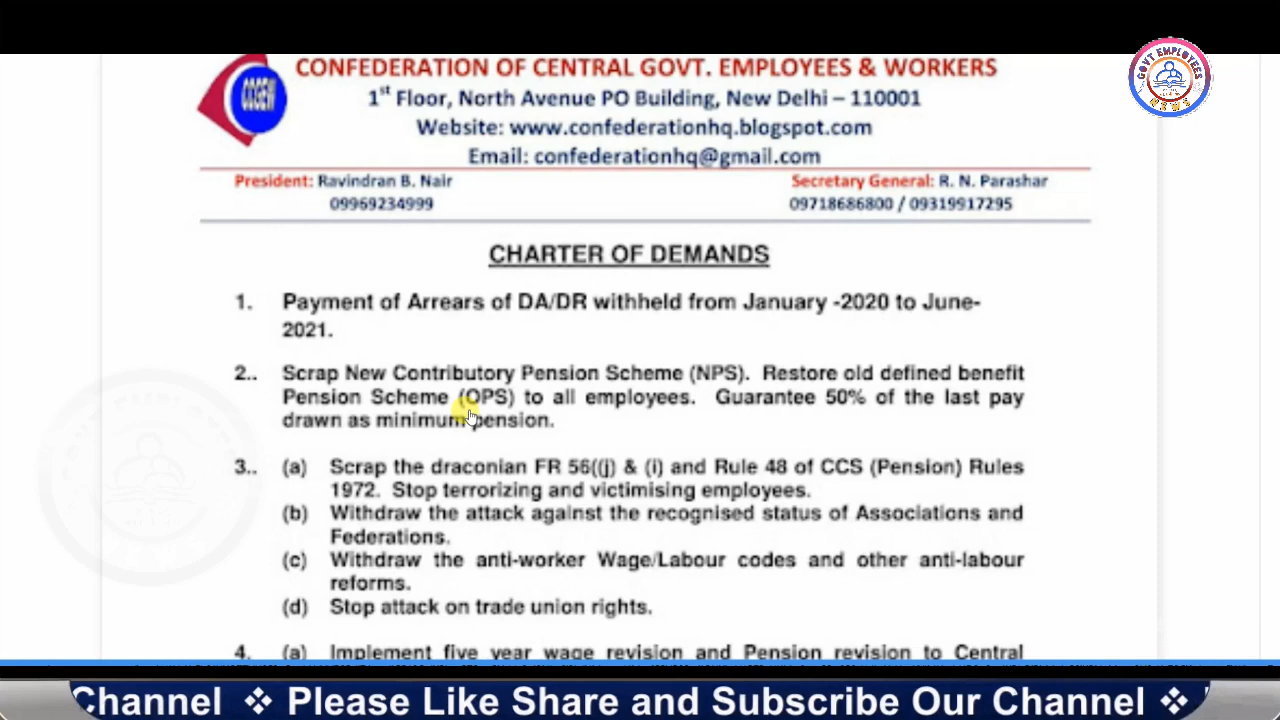 CONFEDERATION OF CENTRAL GOVT. EMPLOYEES & WORKERS
1st Floor, North Avenue PO Building, New Delhi – 110001
Website: www.confederationhq.blogspot.com
Email: confederationhq@gmail.com
President: Ravindran B. Nair
09969234999
Secretary General: R. N. Parashar
09718686800 / 09319917295
GOVT EMPLOYEES
NEWS
CHARTER OF DEMANDS
1. Payment of Arrears of DA/DR withheld from January -2020 to June-
2021.
2.. Scrap New Contributory Pension Scheme (NPS). Restore old defined benefit
Pension Scheme (OPS) to all employees. Guarantee 50% of the last pay
drawn as minimum pension.
3.. (a) Scrap the draconian FR 56((j) & (i) and Rule 48 of CCS (Pension) Rules
1972. Stop terrorizing and victimising employees.
(b) Withdraw the attack against the recognised status of Associations and
Federations.
(c) Withdraw the anti-worker Wage/Labour codes and other anti-labour
reforms.
(d) Stop attack on trade union rights.
4. (a) Implement five year wage revision and Pension revision to Central
Channel ❖ Please Like Share and Subscribe Our Channel ❖